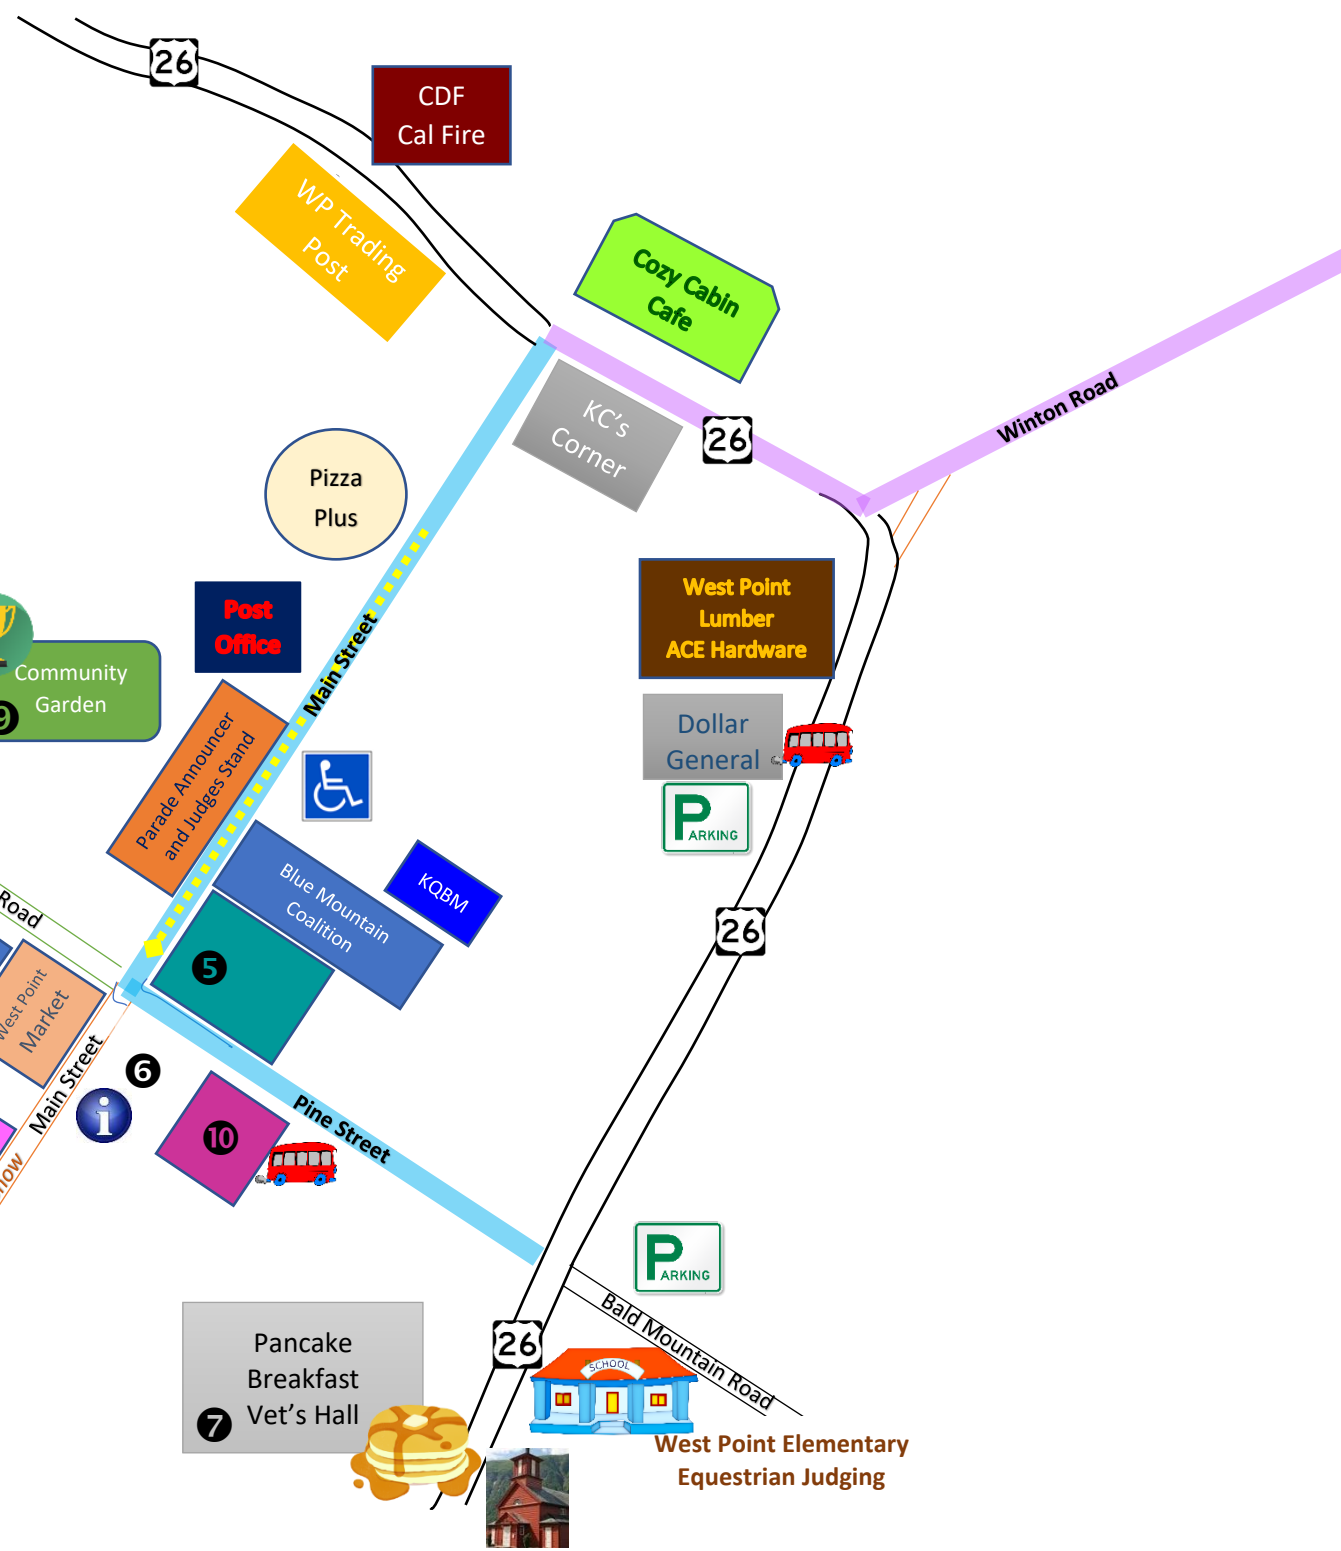 26
CDF
Cal Fire
WP Trading
Post
Cozy Cabin
Cafe
KC's
Corner
26
Winton Road
Pizza
Plus
West Point
Lumber
ACE Hardware
Post
Office
Main Street
Community
Garden
9
Dollar
General
PARKING
Parade Announcer
and Judges Stand
Blue Mountain
Coalition
KQBM
Road
26
5
West Point
Market
Main Street
6
i
10
Pine Street
PARKING
Bald Mountain Road
26
SCHOOL
Pancake
Breakfast
Vet's Hall
7
West Point Elementary
Equestrian Judging